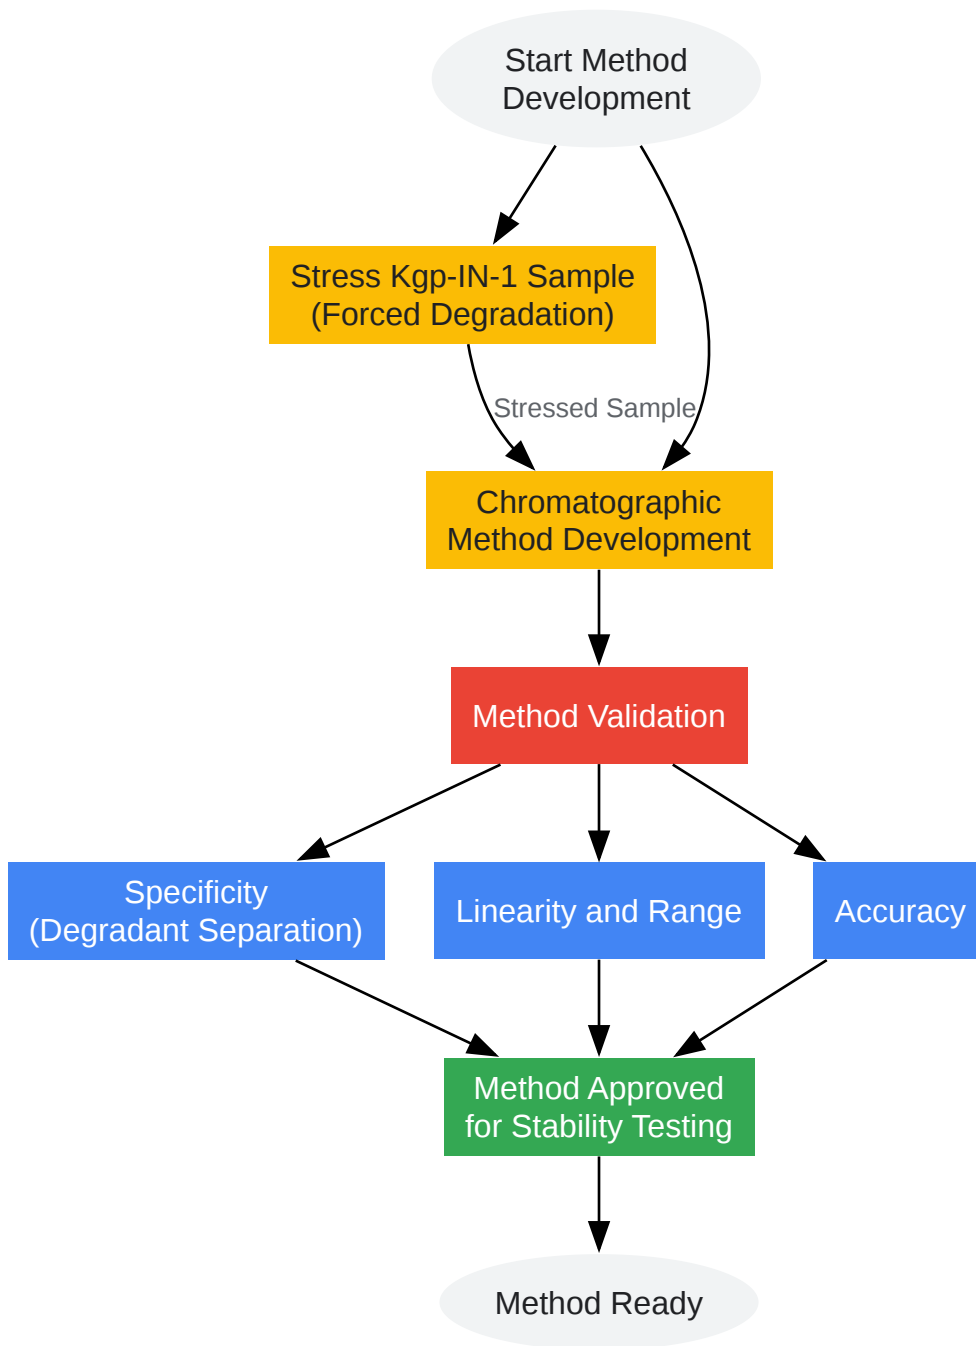 Start Method
Development
Stress Kgp-IN-1 Sample
(Forced Degradation)
Stressed Sample
Chromatographic
Method Development
Method Validation
Specificity
(Degradant Separation)
Linearity and Range
Accuracy
Method Approved
for Stability Testing
Method Ready